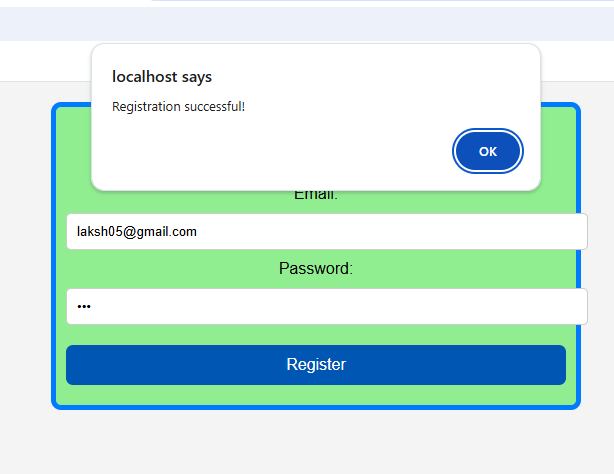 localhost says
Registration successful!
OK
Email:
laksh05@gmail.com
Password:
•••
Register